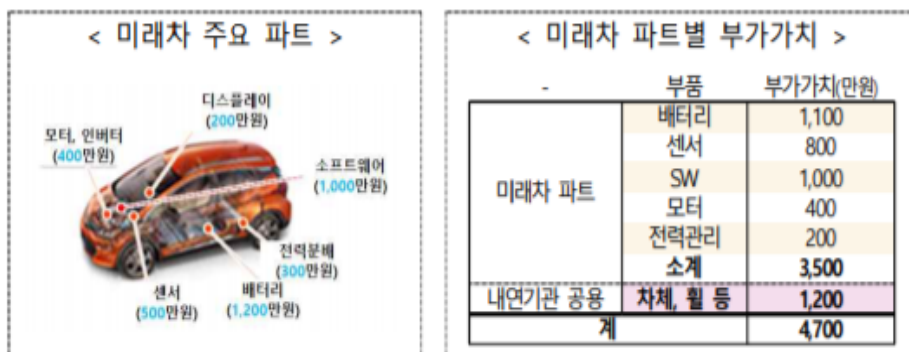 < 미래차 주요 파트 >
디스플레이
(200만원)
모터, 인버터
(400만원)
소프트웨어
(1,000만원)
전력분배
(300만원)
배터리
(1,200만원)
센서
(500만원)
< 미래차 파트별 부가가치 >
- 부품 부가가치(만원)
미래차 파트
배터리 1,100
센서 800
SW 1,000
모터 400
전력관리 200
소계 3,500
내연기관 공용 차체, 휠 등 1,200
계 4,700